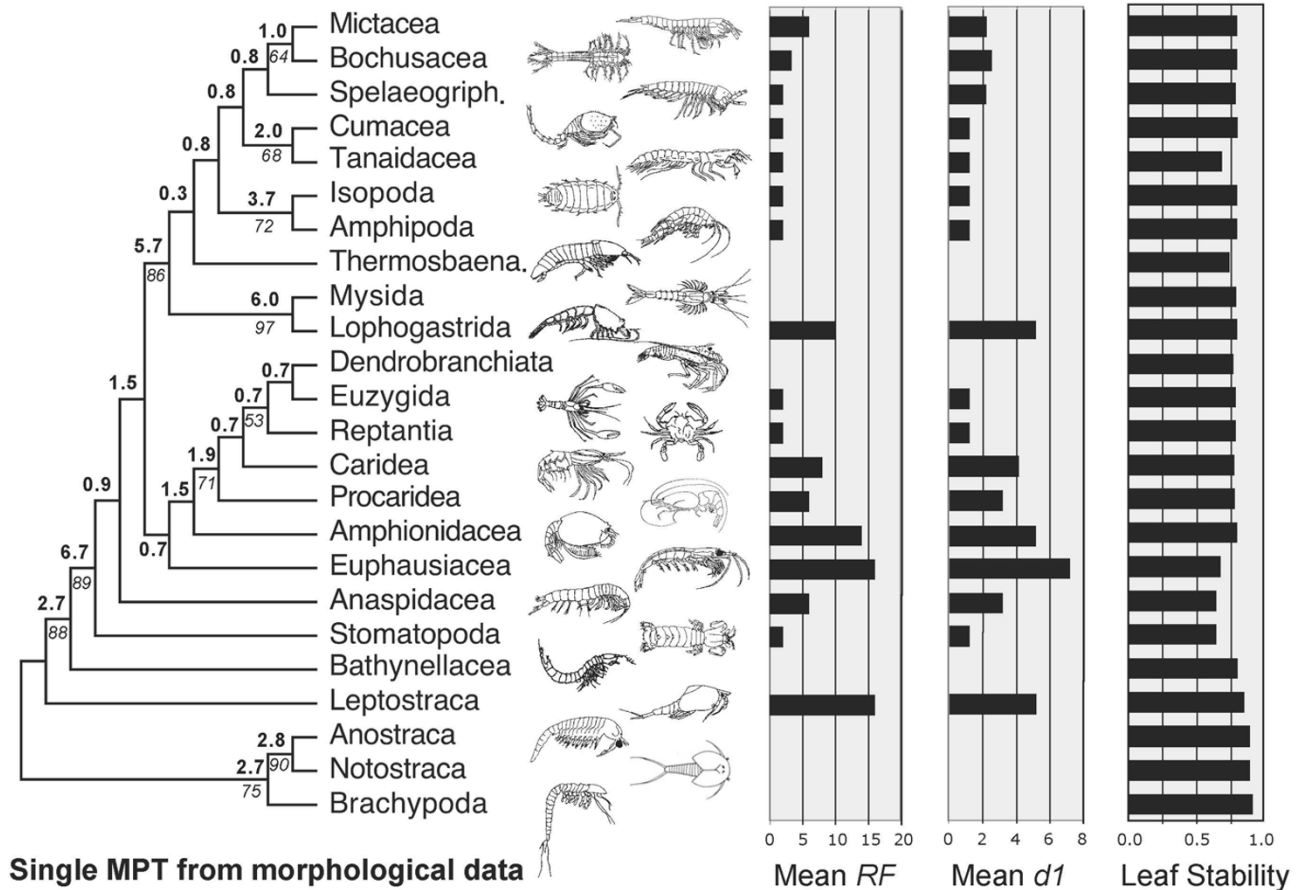 Mictacea
1.0
64
Bochusacea
0.8
Spelaeogriph.
0.8
Cumacea
2.0
68
Tanaidacea
0.8
Isopoda
3.7
72
Amphipoda
0.3
Thermosbaena.
5.7
86
Mysida
6.0
97
Lophogastrida
Dendrobranchiata
0.7
Euzygida
0.7
53
Reptantia
0.7
Caridea
1.9
71
Procaridea
1.5
Amphionidacea
0.7
Euphausiacea
1.5
Anaspidacea
0.9
Stomatopoda
6.7
89
Bathynellacea
2.7
88
Leptostraca
Anostraca
2.8
90
Notostraca
2.7
75
Brachypoda
0 5 10 15 20
Mean RF
0 2 4 6 8
Mean d1
0.0 0.5 1.0
Leaf Stability
Single MPT from morphological data